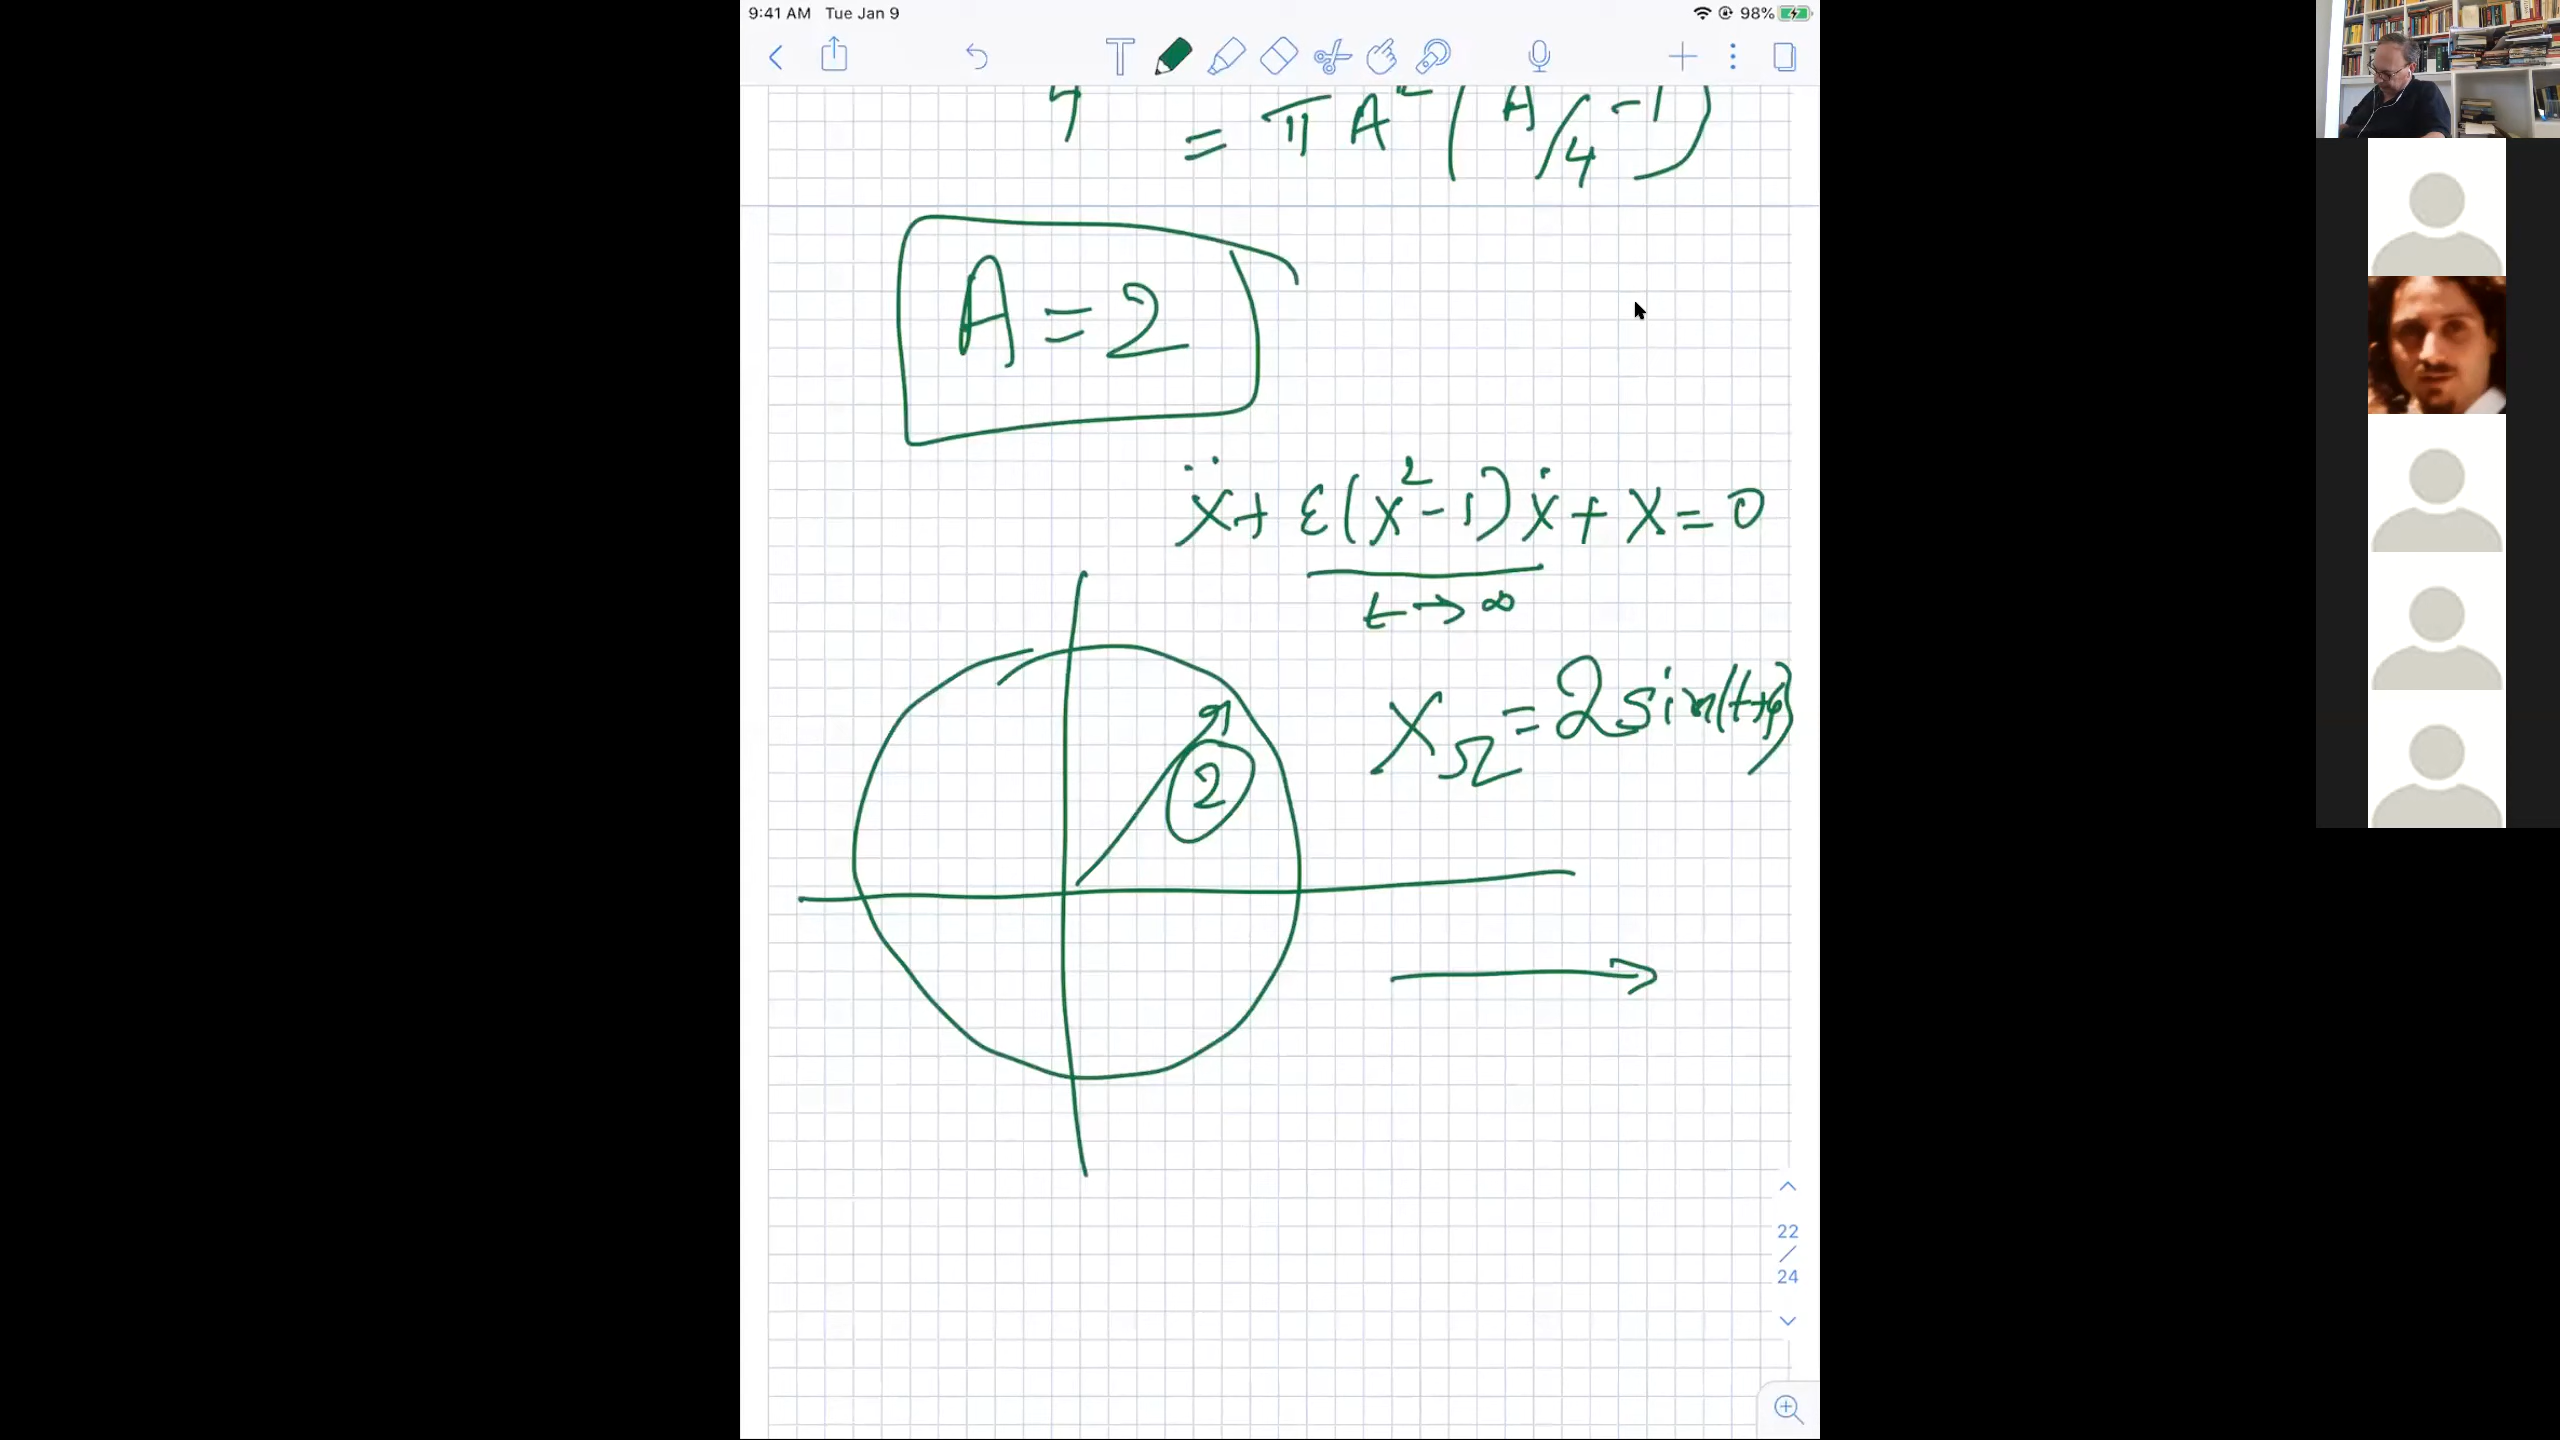 9:41 AM Tue Jan 9 98%
T
4
= π A² ( A/4 -1)
A = 2
ẍ + ε(x² - 1)ẋ + x = 0
t → ∞
x_Ω = 2 sin(t+φ)
2
22
/
24